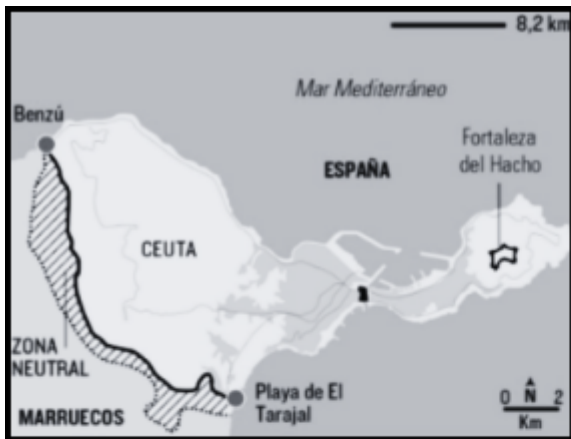 8,2 km
Mar Mediterráneo
Benzú
Fortaleza
del Hacho
ESPAÑA
CEUTA
ZONA
NEUTRAL
Playa de El
Tarajal
MARRUECOS
0 N 2
Km